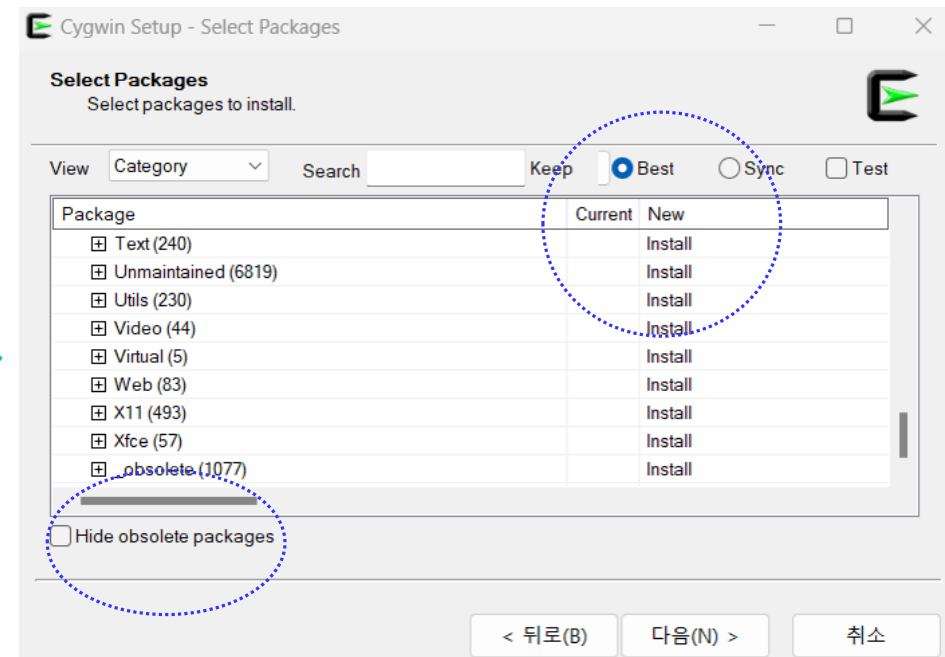 Cygwin Setup - Select Packages
Select Packages
Select packages to install.
View Category Search Keep Best Sync Test
Package Current New
Text (240) Install
Unmaintained (6819) Install
Utils (230) Install
Video (44) Install
Virtual (5) Install
Web (83) Install
X11 (493) Install
Xfce (57) Install
_obsolete (1077) Install
Hide obsolete packages
< 뒤로(B) 다음(N) > 취소